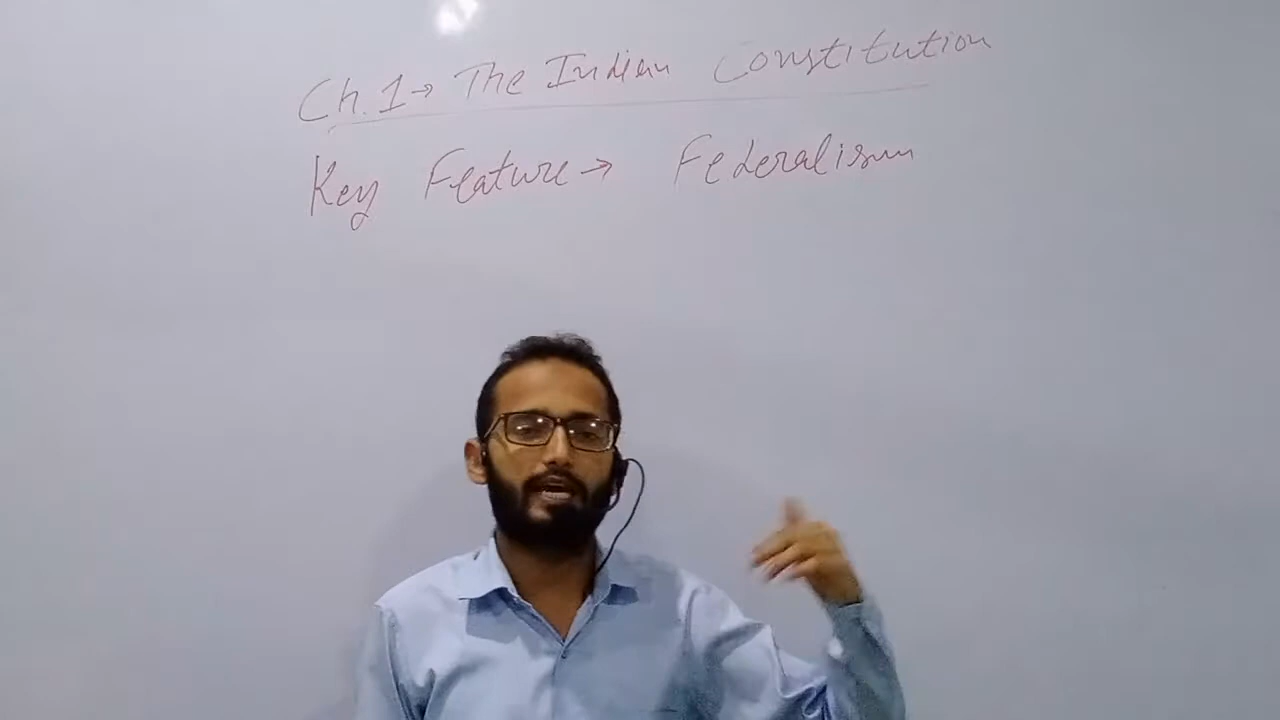 Ch.1→ The Indian Constitution
Key Feature → Federalism